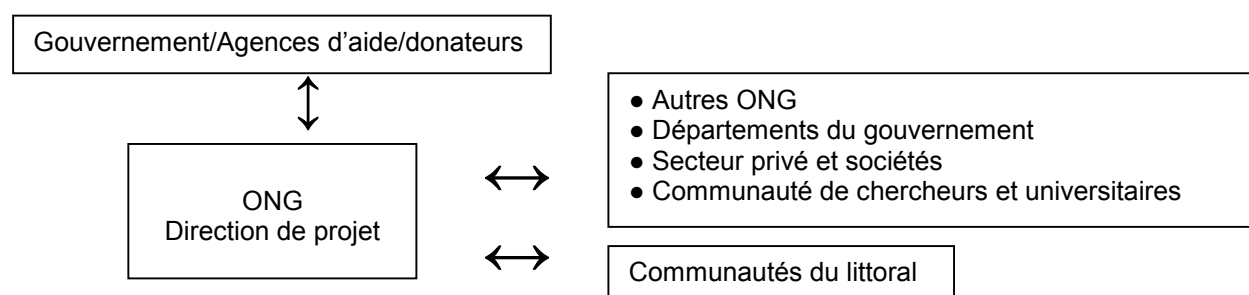 Gouvernement/Agences d'aide/donateurs
● Autres ONG
● Départements du gouvernement
● Secteur privé et sociétés
● Communauté de chercheurs et universitaires
ONG
Direction de projet
Communautés du littoral